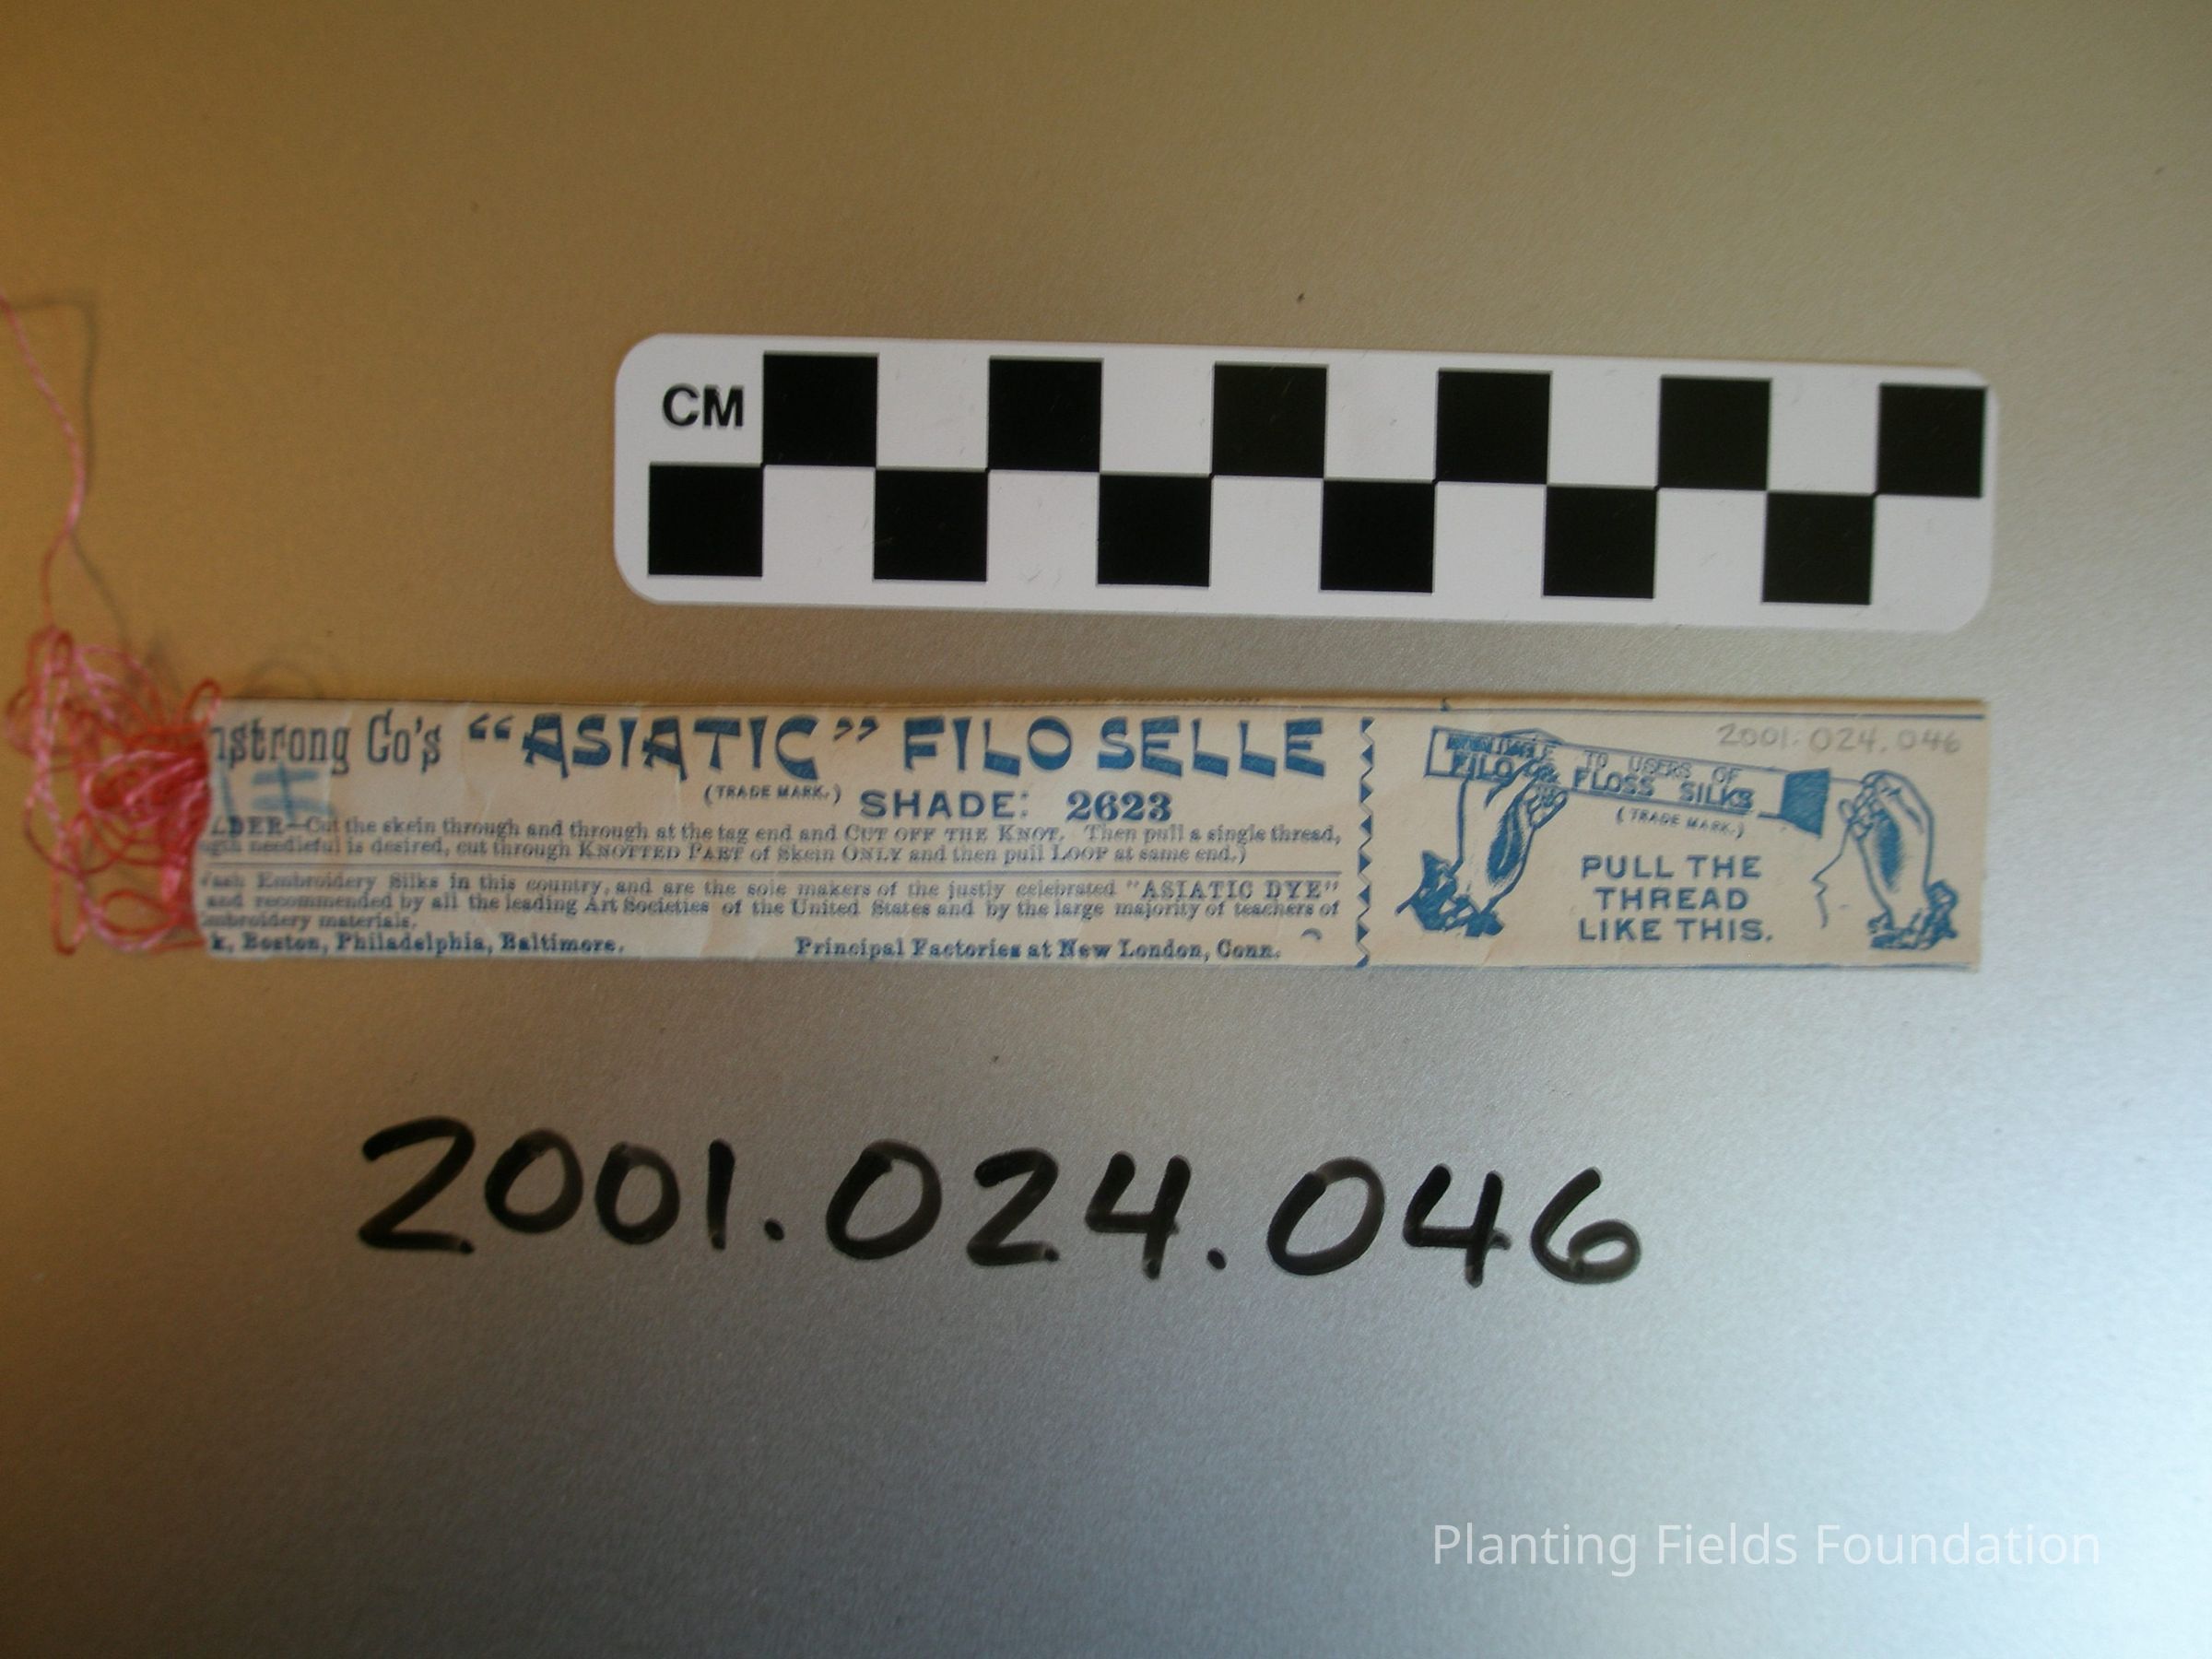 CM
nstrong Co's "ASIATIC" FILO SELLE
(TRADE MARK.) SHADE: 2623
LDER—Cut the skein through and through at the tag end and CUT OFF THE KNOT. Then pull a single thread,
needleful is desired, cut through KNOTTED PART of Skein ONLY and then pull LOOP at same end.)
Wash Embroidery Silks in this country, and are the sole makers of the justly celebrated "ASIATIC DYE"
and recommended by all the leading Art Societies of the United States and by the large majority of teachers of
Embroidery materials.
k, Boston, Philadelphia, Baltimore. Principal Factories at New London, Conn.
2001.024.046
TO USERS OF
FILO OR FLOSS SILKS
(TRADE MARK.)
PULL THE
THREAD
LIKE THIS.
2001.024.046
Planting Fields Foundation